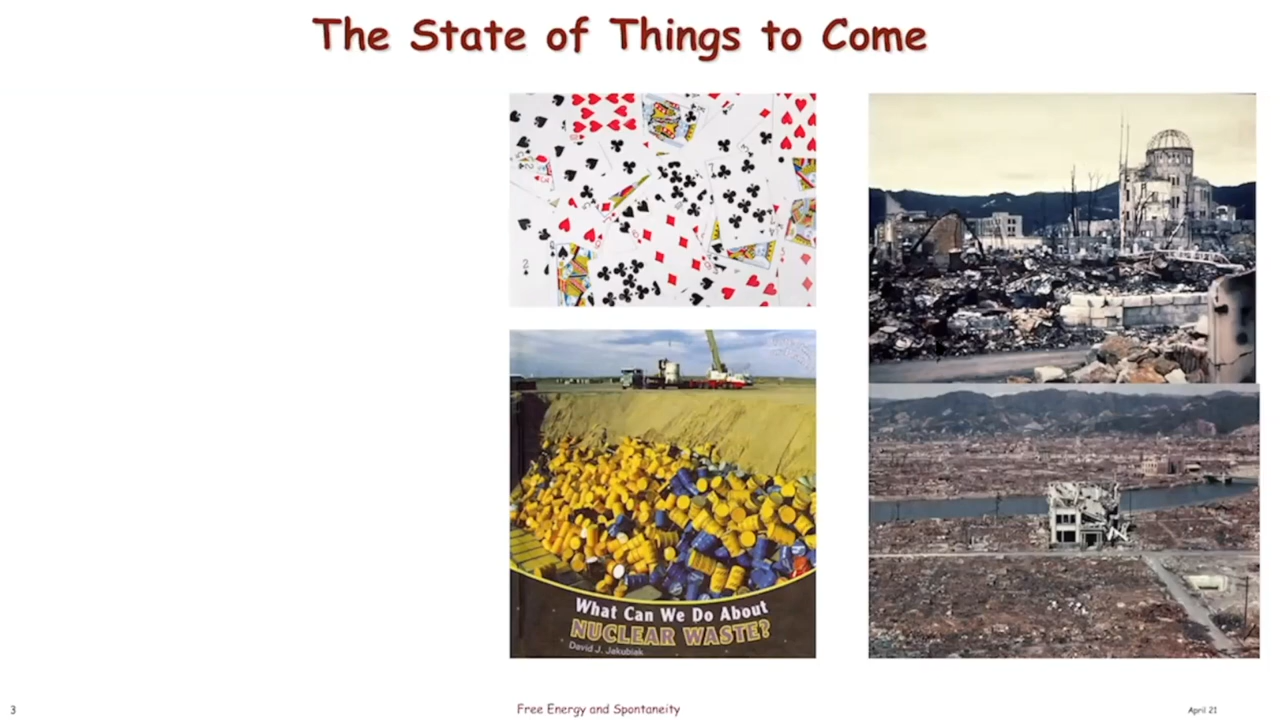 The State of Things to Come
What Can We Do About
NUCLEAR WASTE?
David J. Jakubiak
3
Free Energy and Spontaneity
April 21